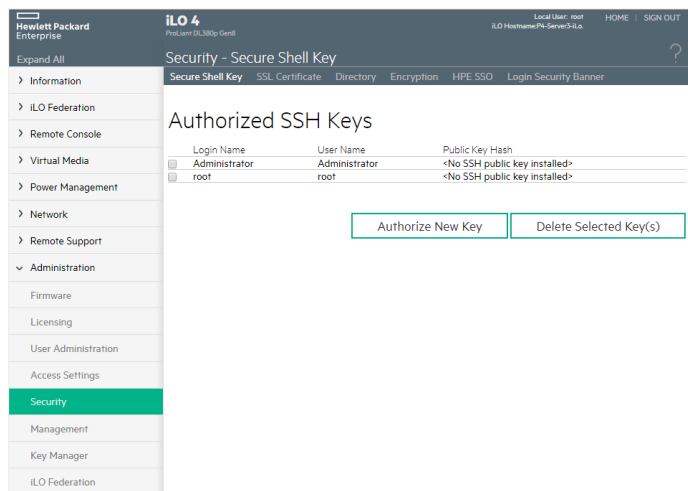 Hewlett Packard
Enterprise
iLO 4
ProLiant DL380p Gen8
Local User: root
iLO Hostname:P4-Server3-iLo.
HOME | SIGN OUT
Expand All
Security - Secure Shell Key
?
Secure Shell Key SSL Certificate Directory Encryption HPE SSO Login Security Banner
Information
iLO Federation
Remote Console
Virtual Media
Power Management
Network
Remote Support
Administration
Firmware
Licensing
User Administration
Access Settings
Security
Management
Key Manager
iLO Federation
Authorized SSH Keys
Login Name User Name Public Key Hash
Administrator Administrator <No SSH public key installed>
root root <No SSH public key installed>
Authorize New Key Delete Selected Key(s)